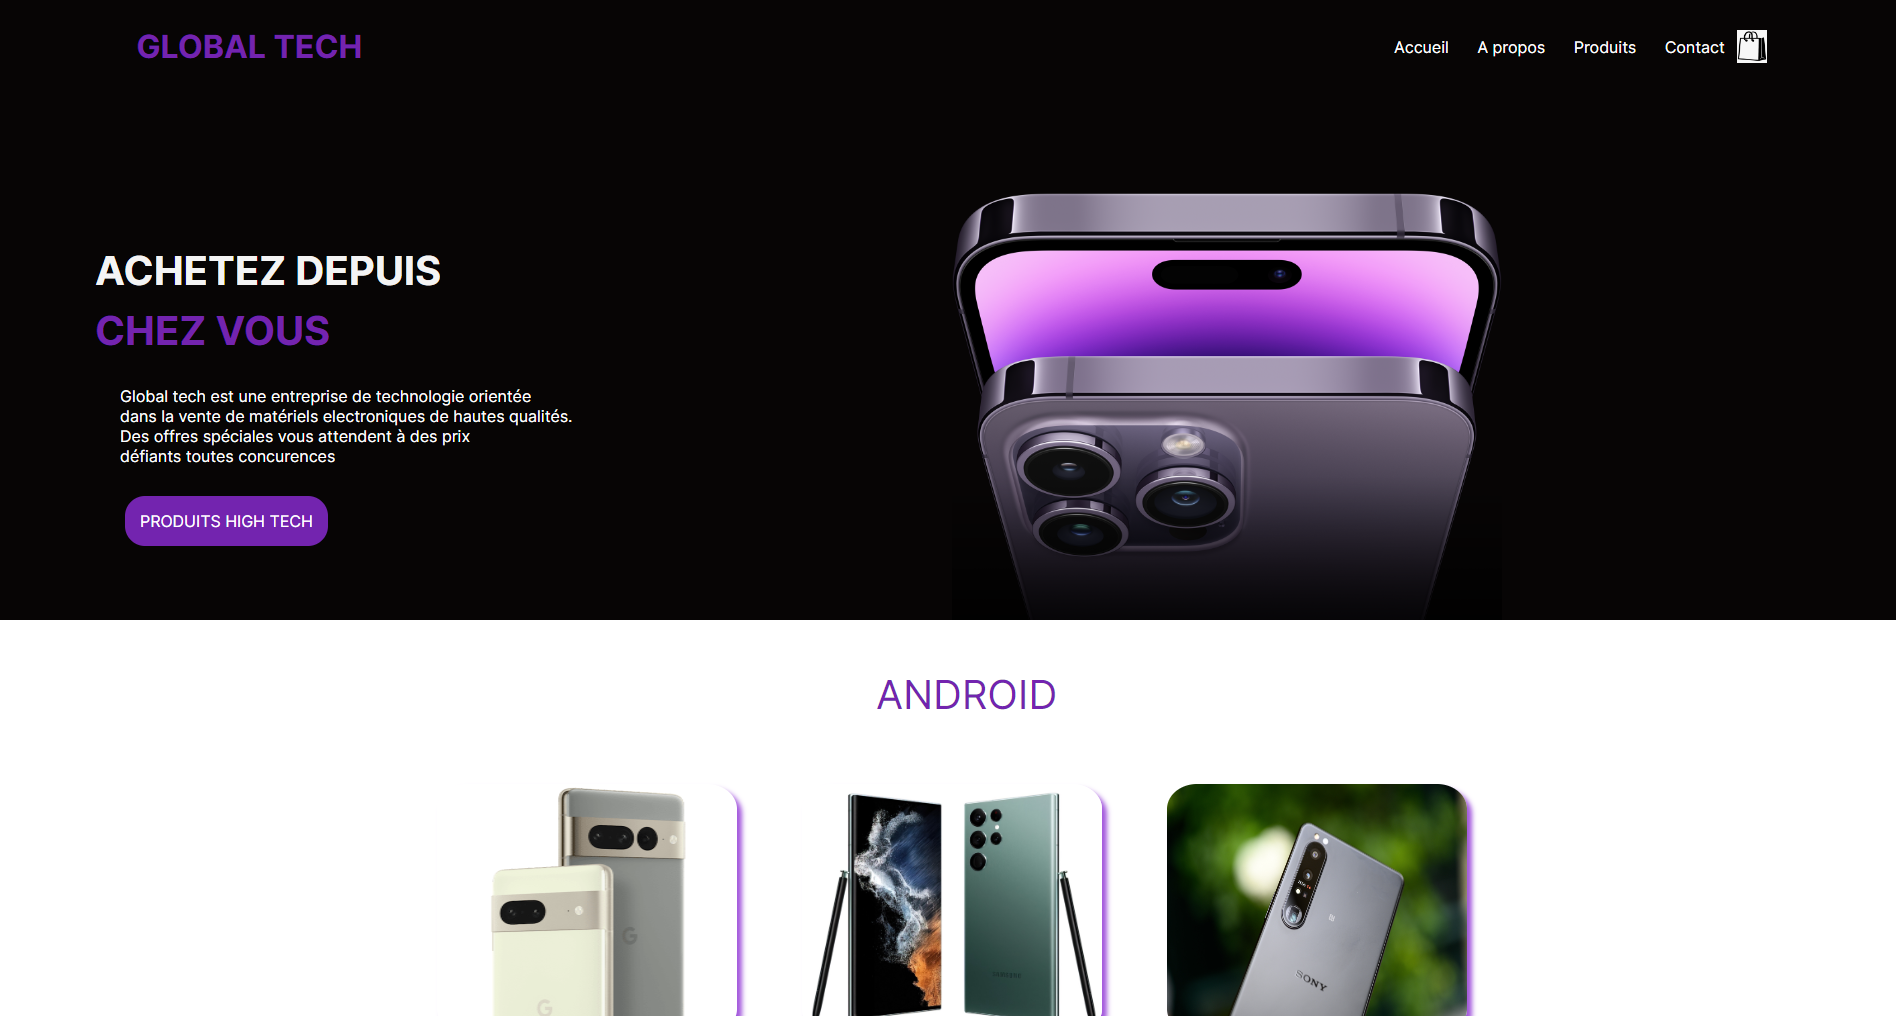 GLOBAL TECH
Accueil A propos Produits Contact
ACHETEZ DEPUIS
CHEZ VOUS
Global tech est une entreprise de technologie orientée
dans la vente de matériels electroniques de hautes qualités.
Des offres spéciales vous attendent à des prix
défiants toutes concurences
PRODUITS HIGH TECH
ANDROID
G
G
SAMSUNG
SONY